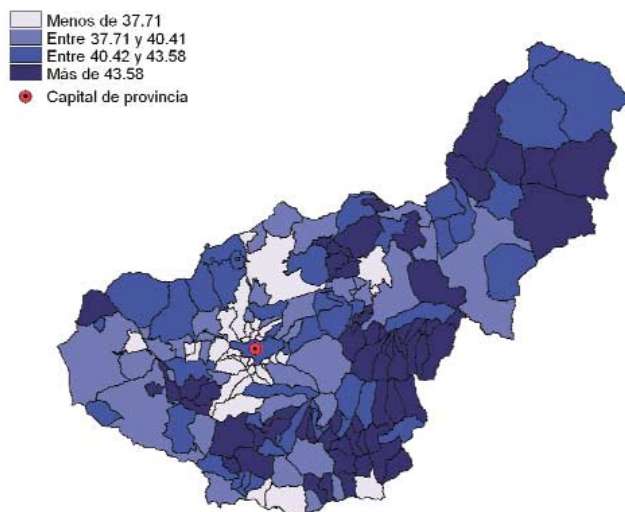 Menos de 37.71
Entre 37.71 y 40.41
Entre 40.42 y 43.58
Más de 43.58
Capital de provincia